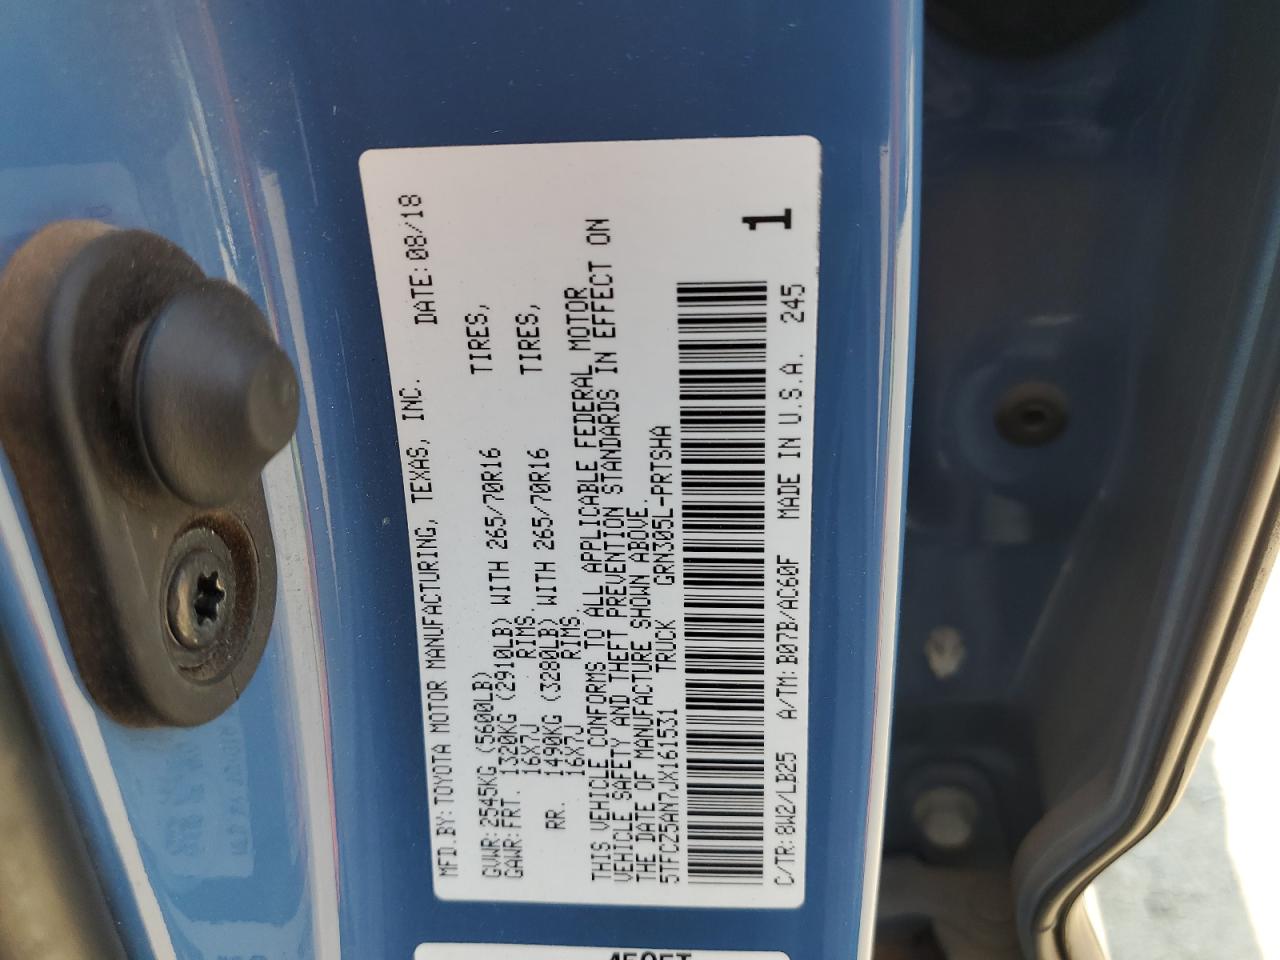 MFD.BY:TOYOTA MOTOR MANUFACTURING, TEXAS, INC. DATE:08/18
GVWR:2545KG (5600LB)
GAWR:FRT. 1320KG (2910LB) WITH 265/70R16 TIRES,
16X7J RIMS.
RR. 1490KG (3280LB) WITH 265/70R16 TIRES,
16X7J RIMS
THIS VEHICLE CONFORMS TO ALL APPLICABLE FEDERAL MOTOR
VEHICLE SAFETY AND THEFT PREVENTION STANDARDS IN EFFECT ON
THE DATE OF MANUFACTURE SHOWN ABOVE.
5TFCZ5AN7JX161531 TRUCK GRN305L-PRTSHA
1
C/TR:8W2/LB25 A/TM:B07B/AC60F MADE IN U.S.A. 245